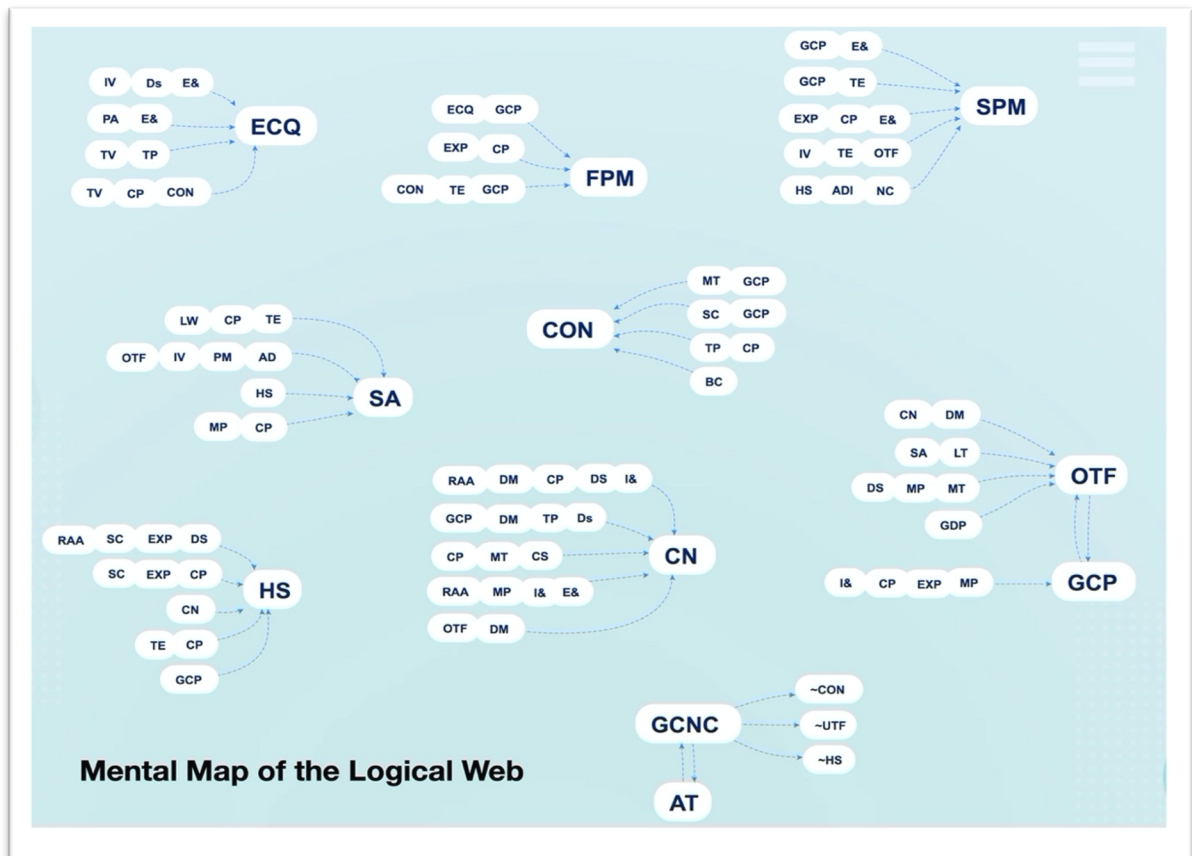 IV Ds E&
PA E&
TV TP
TV CP CON
ECQ
ECQ GCP
EXP CP
CON TE GCP
FPM
GCP E&
GCP TE
EXP CP E&
IV TE OTF
HS ADI NC
SPM
LW CP TE
OTF IV PM AD
HS
MP CP
SA
CON
MT GCP
SC GCP
TP CP
BC
CN DM
SA LT
DS MP MT
GDP
OTF
I& CP EXP MP
GCP
RAA SC EXP DS
SC EXP CP
CN
TE CP
GCP
HS
RAA DM CP DS I&
GCP DM TP Ds
CP MT CS
RAA MP I& E&
OTF DM
CN
GCNC
~CON
~UTF
~HS
AT
Mental Map of the Logical Web